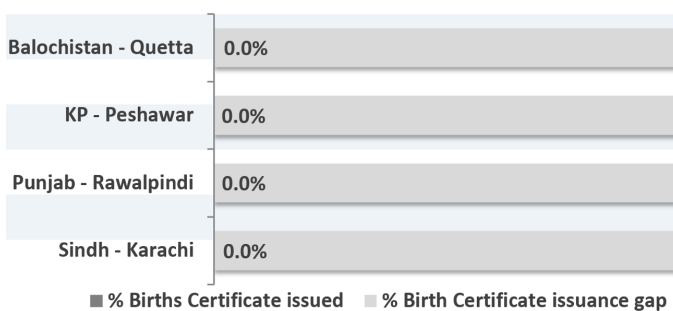 Balochistan - Quetta 0.0%
KP - Peshawar 0.0%
Punjab - Rawalpindi 0.0%
Sindh - Karachi 0.0%
% Births Certificate issued % Birth Certificate issuance gap